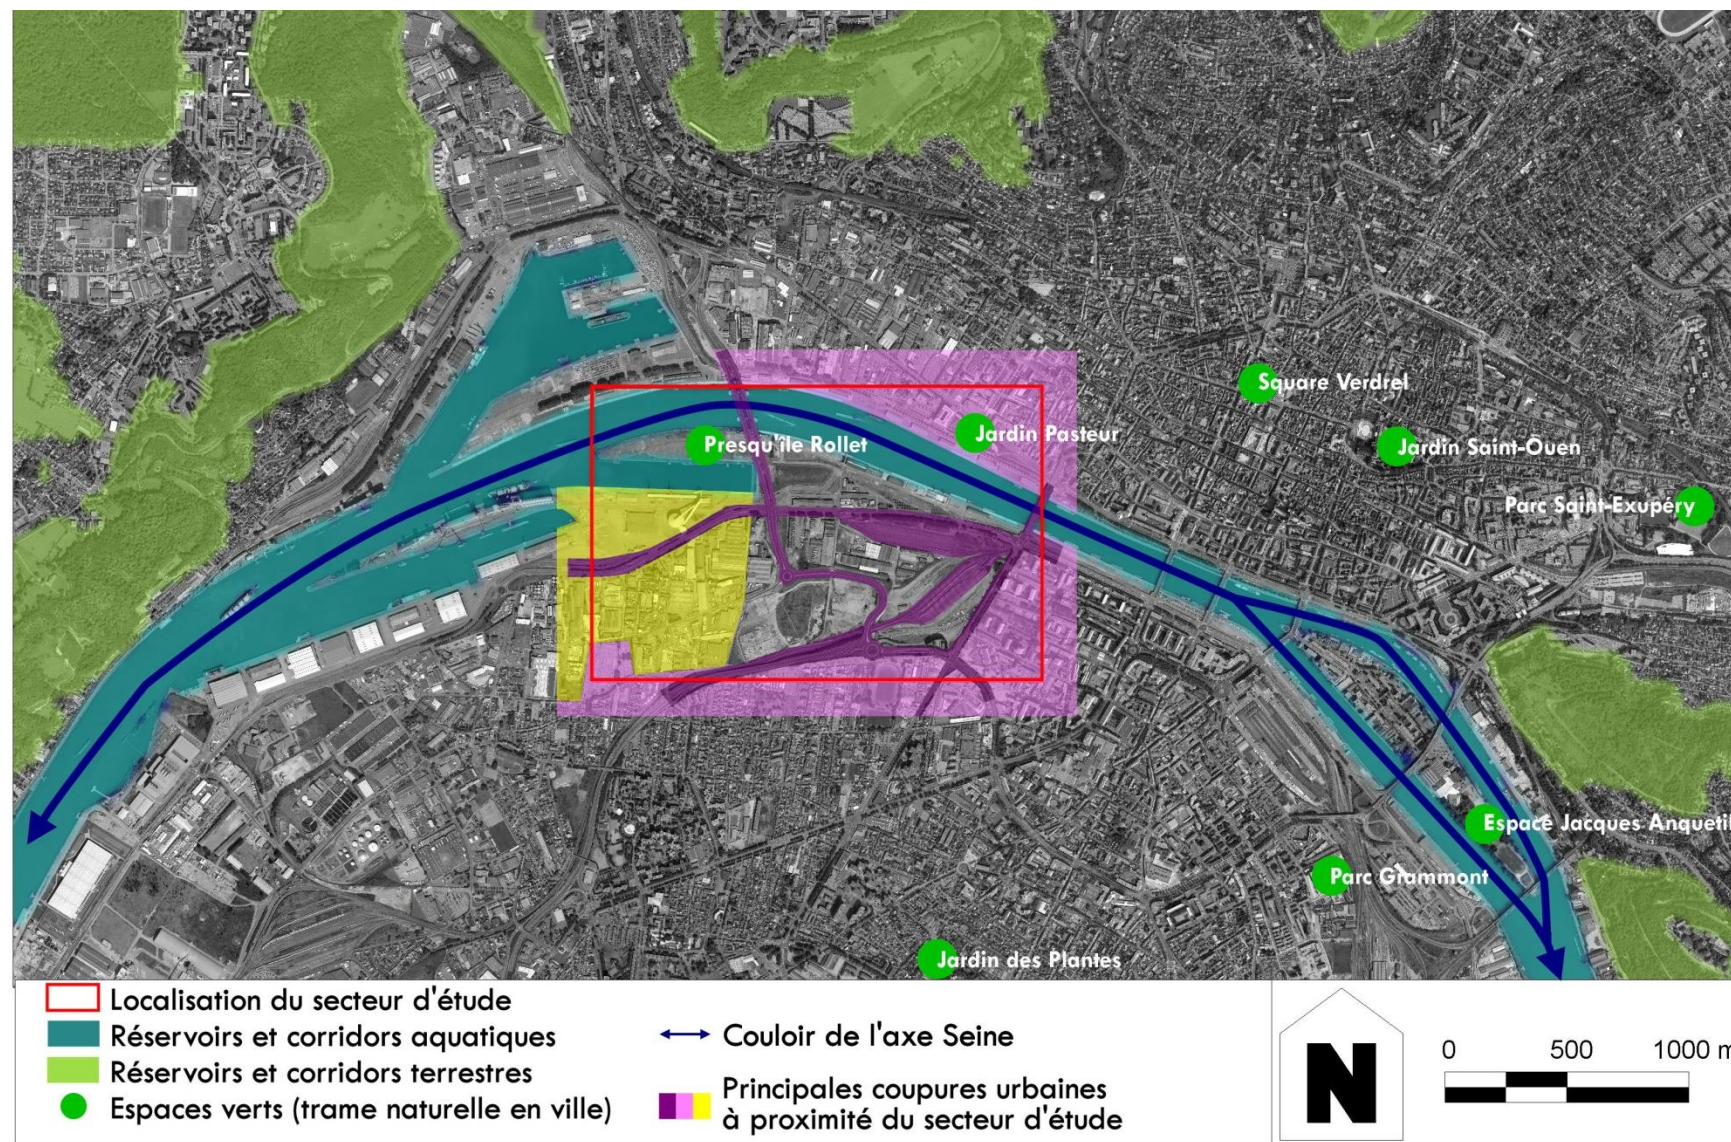 Square Verdrel
Jardin Pasteur
Presqu'île Rollet
Jardin Saint-Ouen
Parc Saint-Exupéry
Espace Jacques Anquetil
Parc Grammont
Jardin des Plantes
Localisation du secteur d'étude
Réservoirs et corridors aquatiques
Réservoirs et corridors terrestres
Espaces verts (trame naturelle en ville)
Couloir de l'axe Seine
Principales coupures urbaines
à proximité du secteur d'étude
N
0 500 1000 m